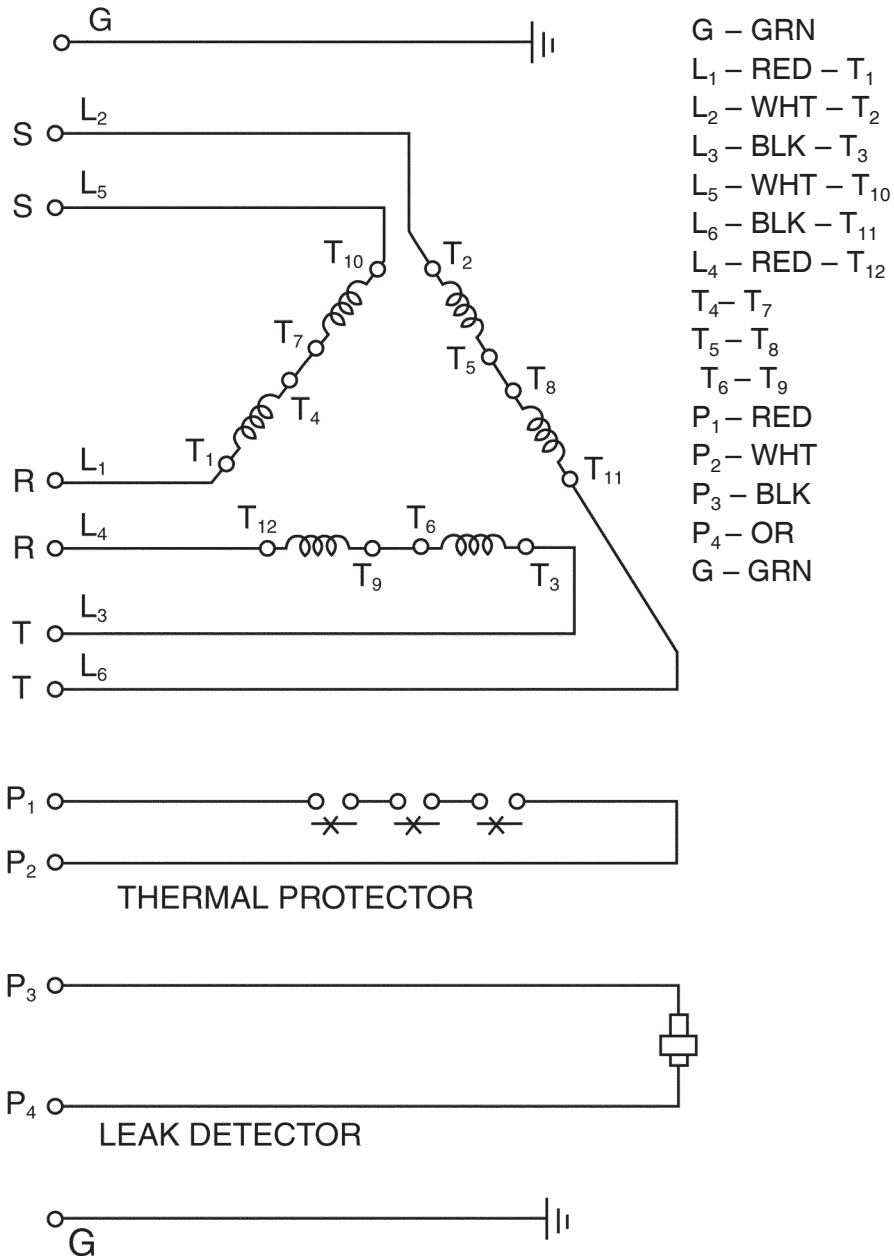 G
S L₂
S L₅
T₁₀ T₂
T₇ T₅ T₈
T₄
T₁ T₁₁
R L₁
R L₄ T₁₂ T₆
T₉ T₃
T L₃
T L₆
P₁
P₂
THERMAL PROTECTOR
P₃
P₄
LEAK DETECTOR
G
G – GRN
L₁ – RED – T₁
L₂ – WHT – T₂
L₃ – BLK – T₃
L₅ – WHT – T₁₀
L₆ – BLK – T₁₁
L₄ – RED – T₁₂
T₄– T₇
T₅ – T₈
T₆ – T₉
P₁ – RED
P₂ – WHT
P₃ – BLK
P₄ – OR
G – GRN